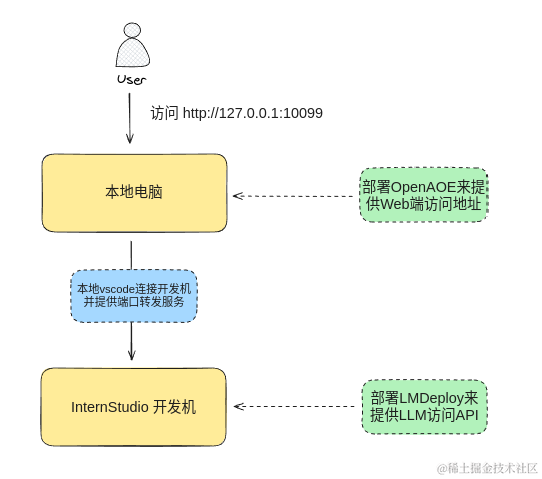 User
访问 http://127.0.0.1:10099
本地电脑
部署OpenAOE来提
供Web端访问地址
本地vscode连接开发机
并提供端口转发服务
InternStudio 开发机
部署LMDeploy来
提供LLM访问API
@稀土掘金技术社区